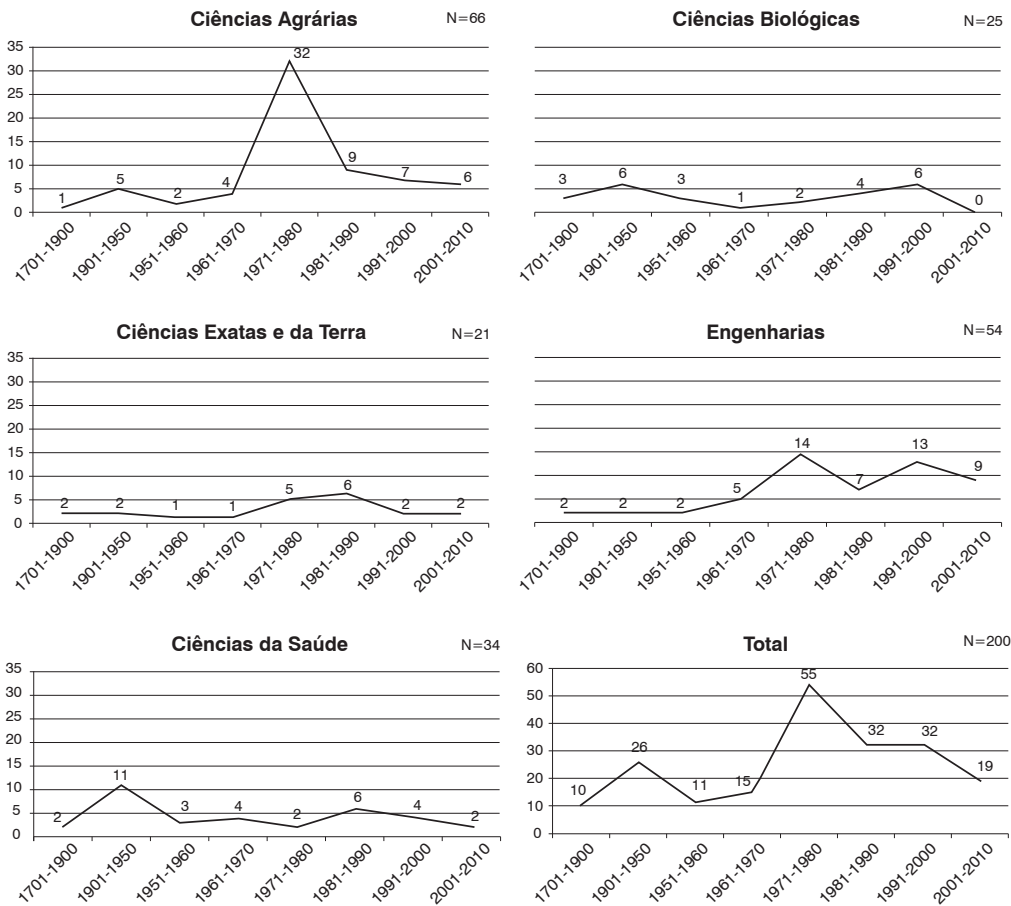 Ciências Agrárias N=66
35
30
25
20
15
10
5
0
1 5 2 4 32 9 7 6
1701-1900 1901-1950 1951-1960 1961-1970 1971-1980 1981-1990 1991-2000 2001-2010
Ciências Biológicas N=25
3 6 3 1 2 4 6 0
1701-1900 1901-1950 1951-1960 1961-1970 1971-1980 1981-1990 1991-2000 2001-2010
Ciências Exatas e da Terra N=21
35
30
25
20
15
10
5
0
2 2 1 1 5 6 2 2
1701-1900 1901-1950 1951-1960 1961-1970 1971-1980 1981-1990 1991-2000 2001-2010
Engenharias N=54
2 2 2 5 14 7 13 9
1701-1900 1901-1950 1951-1960 1961-1970 1971-1980 1981-1990 1991-2000 2001-2010
Ciências da Saúde N=34
35
30
20
15
10
5
0
2 11 3 4 2 6 4 2
1701-1900 1901-1950 1951-1960 1961-1970 1971-1980 1981-1990 1991-2000 2001-2010
Total N=200
60
50
40
30
20
10
0
10 26 11 15 55 32 32 19
1701-1900 1901-1950 1951-1960 1961-1970 1971-1980 1981-1990 1991-2000 2001-2010